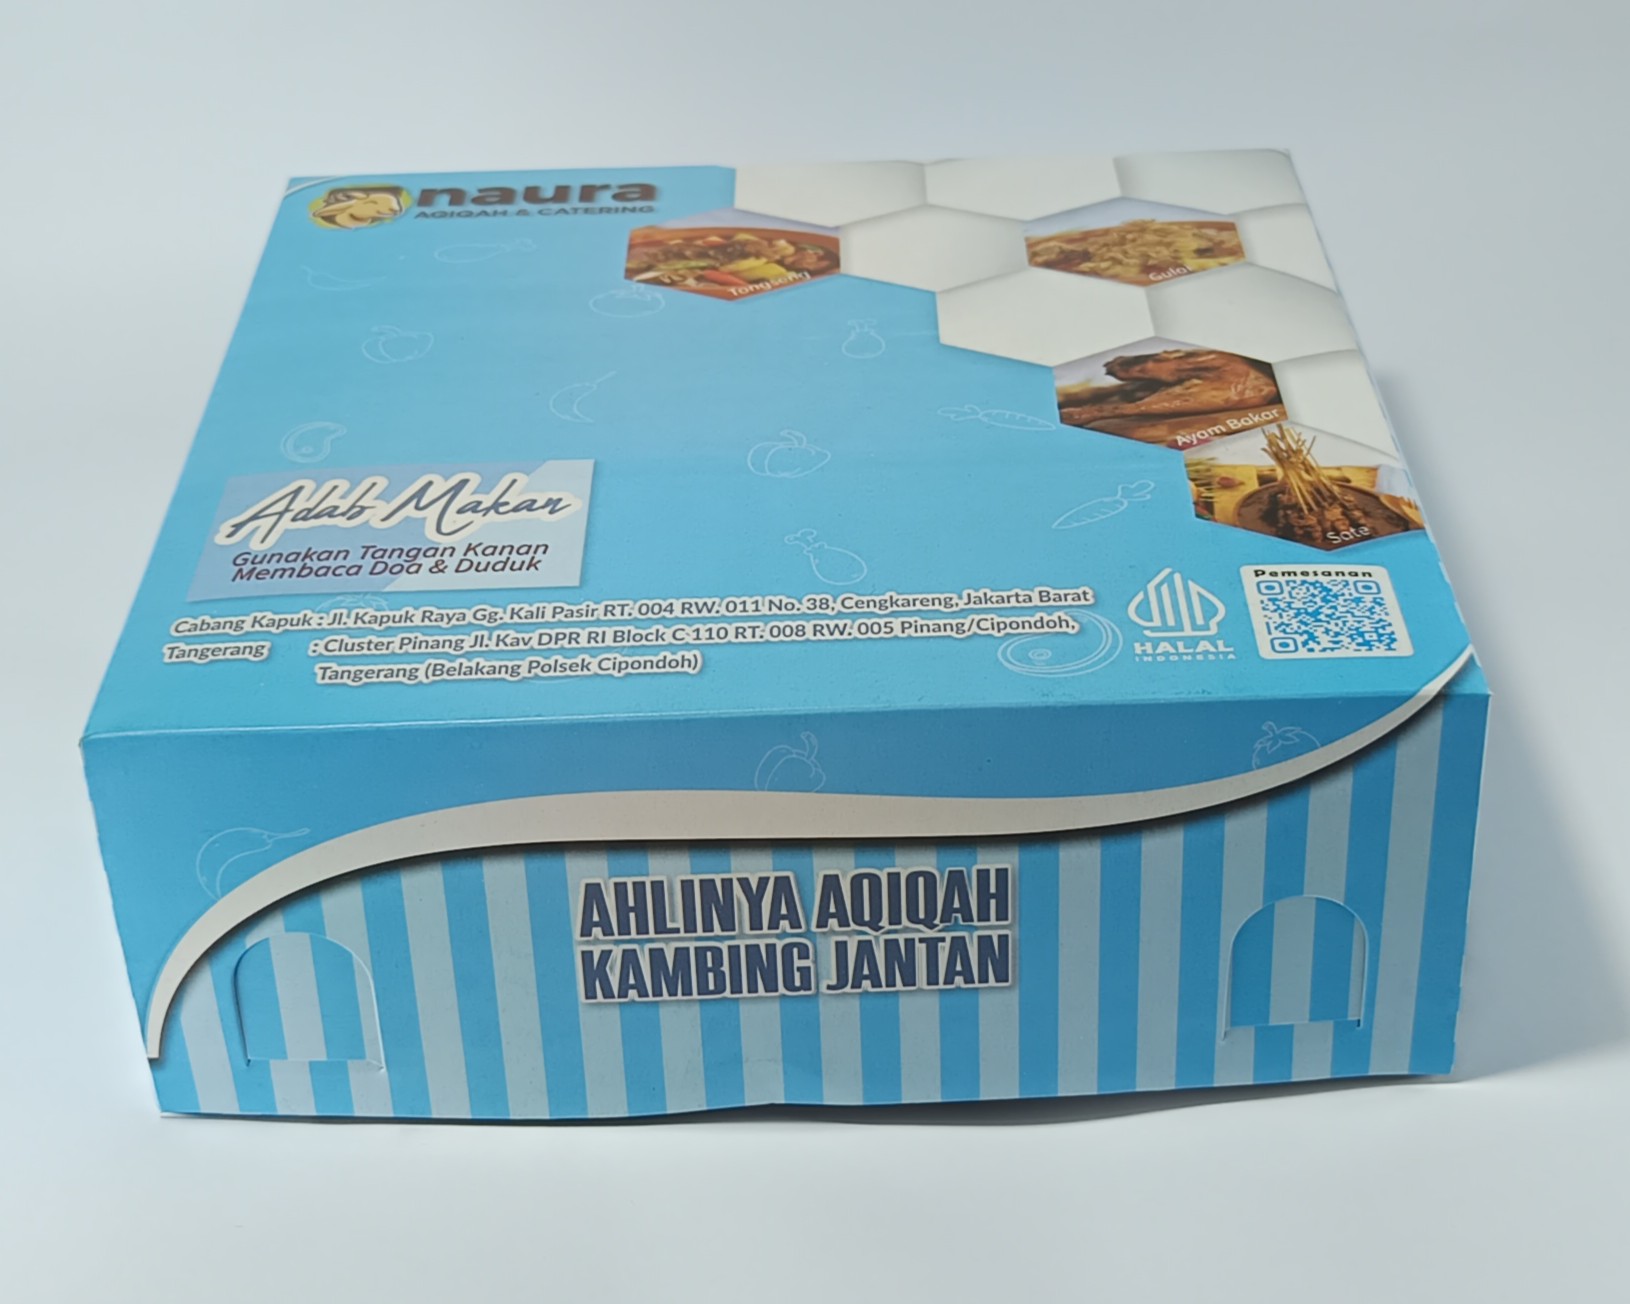 naura
AQIQAH & CATERING
Tongseng
Gulai
Ayam Bakar
Sate
Adab Makan
Gunakan Tangan Kanan
Membaca Doa & Duduk
Cabang Kapuk : Jl. Kapuk Raya Gg. Kali Pasir RT. 004 RW. 011 No. 38, Cengkareng, Jakarta Barat
Tangerang : Cluster Pinang Jl. Kav DPR RI Block C 110 RT. 008 RW. 005 Pinang/Cipondoh,
Tangerang (Belakang Polsek Cipondoh)
HALAL
INDONESIA
Pemesanan
AHLINYA AQIQAH
KAMBING JANTAN